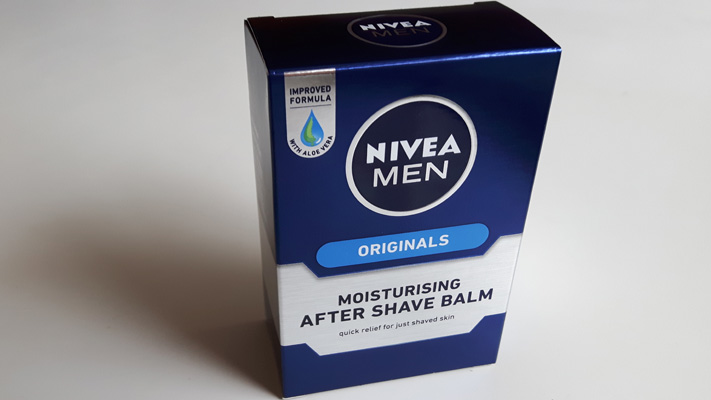 NIVEA
MEN
IMPROVED
FORMULA
WITH ALOE VERA
NIVEA
MEN
ORIGINALS
MOISTURISING
AFTER SHAVE BALM
quick relief for just shaved skin